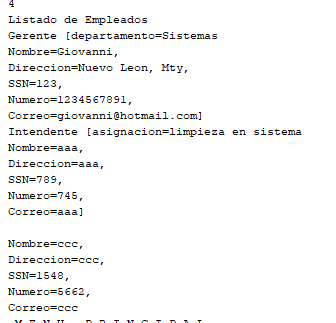 4
Listado de Empleados
Gerente [departamento=Sistemas
Nombre=Giovanni,
Direccion=Nuevo Leon, Mty,
SSN=123,
Numero=1234567891,
Correo=giovanni@hotmail.com]
Intendente [asignacion=limpieza en sistema
Nombre=aaa,
Direccion=aaa,
SSN=789,
Numero=745,
Correo=aaa]
Nombre=ccc,
Direccion=ccc,
SSN=1548,
Numero=5662,
Correo=ccc
M E N U   P R I N C I P A L